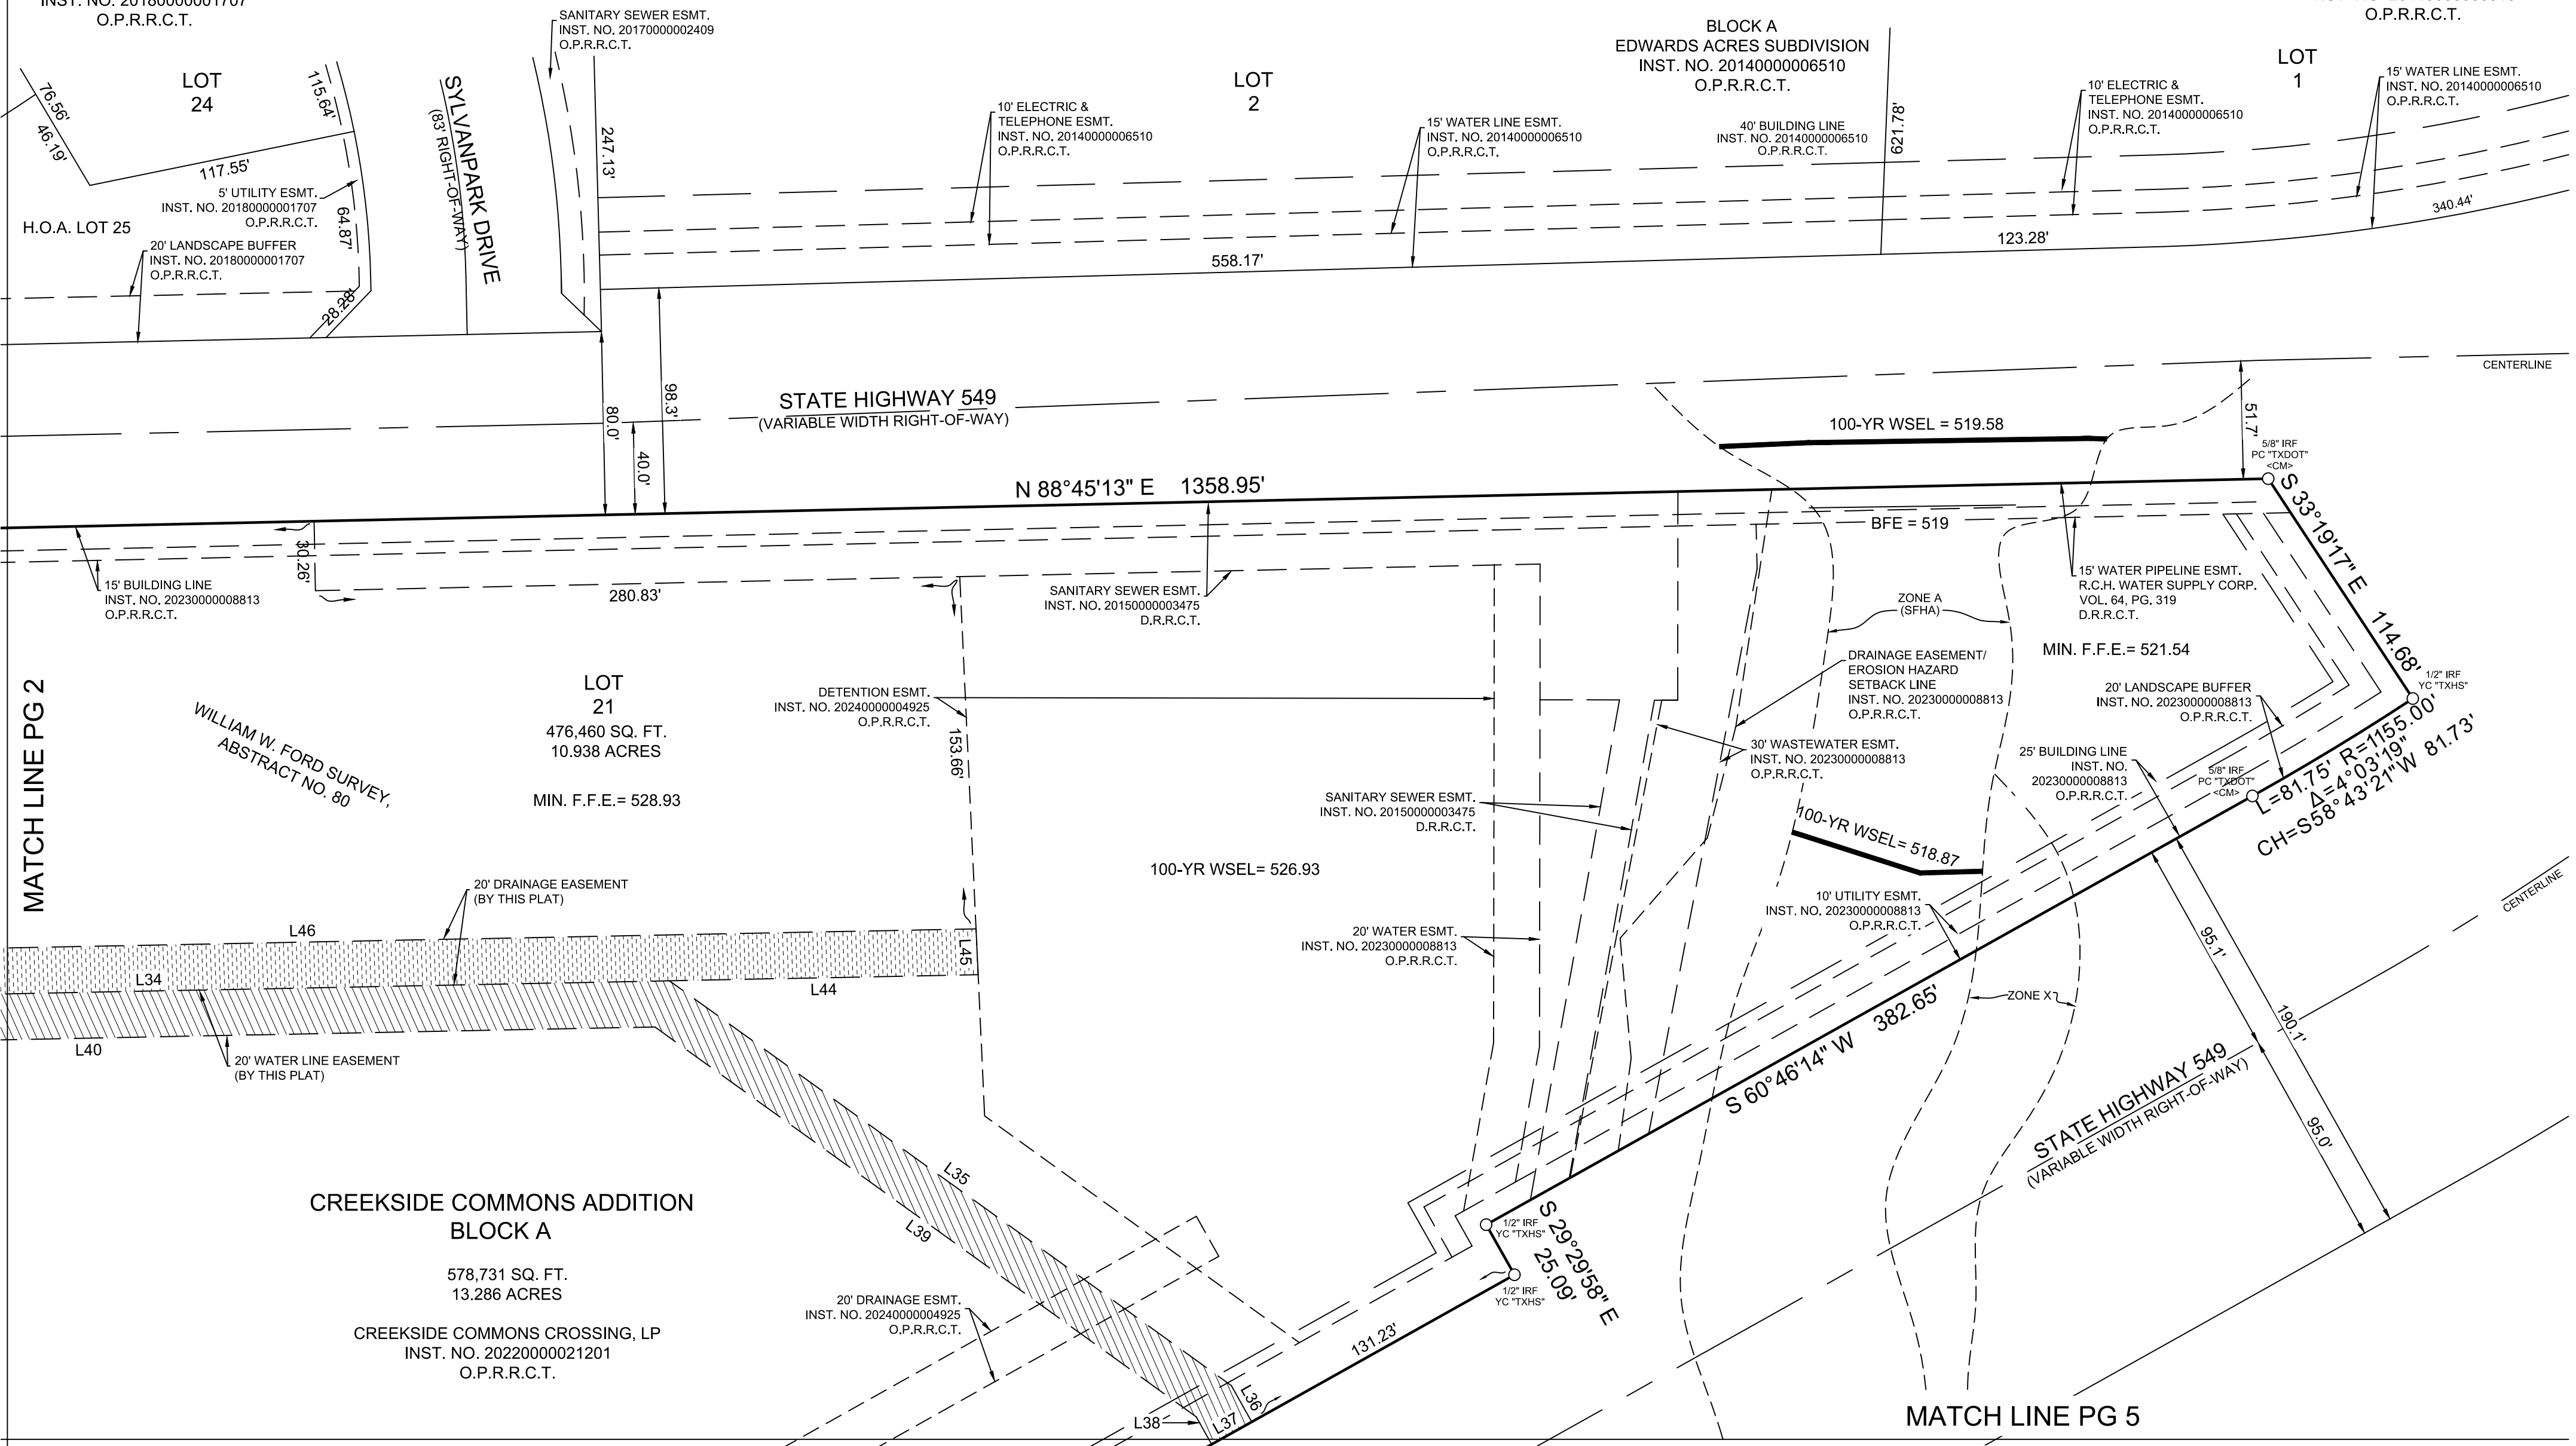 INST. NO. 20180000001707
O.P.R.R.C.T.
SANITARY SEWER ESMT.
INST. NO. 20170000002409
O.P.R.R.C.T.
BLOCK A
EDWARDS ACRES SUBDIVISION
INST. NO. 20140000006510
O.P.R.R.C.T.
O.P.R.R.C.T.
LOT
24
76.56'
46.19'
115.64'
117.55'
SYLVANPARK DRIVE
(83' RIGHT-OF-WAY)
247.13'
LOT
2
10' ELECTRIC &
TELEPHONE ESMT.
INST. NO. 20140000006510
O.P.R.R.C.T.
15' WATER LINE ESMT.
INST. NO. 20140000006510
O.P.R.R.C.T.
40' BUILDING LINE
INST. NO. 20140000006510
O.P.R.R.C.T.
621.78'
LOT
1
10' ELECTRIC &
TELEPHONE ESMT.
INST. NO. 20140000006510
O.P.R.R.C.T.
15' WATER LINE ESMT.
INST. NO. 20140000006510
O.P.R.R.C.T.
5' UTILITY ESMT.
INST. NO. 20180000001707
O.P.R.R.C.T.
64.87'
H.O.A. LOT 25
20' LANDSCAPE BUFFER
INST. NO. 20180000001707
O.P.R.R.C.T.
28.28'
558.17'
123.28'
340.44'
STATE HIGHWAY 549
(VARIABLE WIDTH RIGHT-OF-WAY)
80.0'
40.0'
98.3'
CENTERLINE
51.7'
100-YR WSEL = 519.58
5/8" IRF
PC "TXDOT"
<CM>
N 88°45'13" E 1358.95'
BFE = 519
S 33°19'17" E 114.68'
30.26'
280.83'
15' BUILDING LINE
INST. NO. 20230000008813
O.P.R.R.C.T.
SANITARY SEWER ESMT.
INST. NO. 20150000003475
D.R.R.C.T.
ZONE A
(SFHA)
15' WATER PIPELINE ESMT.
R.C.H. WATER SUPPLY CORP.
VOL. 64, PG. 319
D.R.R.C.T.
MIN. F.F.E.= 521.54
MATCH LINE PG 2
WILLIAM W. FORD SURVEY,
ABSTRACT NO. 80
LOT
21
476,460 SQ. FT.
10.938 ACRES
MIN. F.F.E.= 528.93
DETENTION ESMT.
INST. NO. 20240000004925
O.P.R.R.C.T.
153.66'
DRAINAGE EASEMENT/
EROSION HAZARD
SETBACK LINE
INST. NO. 20230000008813
O.P.R.R.C.T.
20' LANDSCAPE BUFFER
INST. NO. 20230000008813
O.P.R.R.C.T.
1/2" IRF
YC "TXHS"
30' WASTEWATER ESMT.
INST. NO. 20230000008813
O.P.R.R.C.T.
25' BUILDING LINE
INST. NO.
20230000008813
O.P.R.R.C.T.
5/8" IRF
PC "TXDOT"
<CM>
L=81.75' R=1155.00'
Δ=4°03'19"
CH=S58°43'21"W 81.73'
SANITARY SEWER ESMT.
INST. NO. 20150000003475
D.R.R.C.T.
100-YR WSEL= 518.87
100-YR WSEL= 526.93
20' DRAINAGE EASEMENT
(BY THIS PLAT)
10' UTILITY ESMT.
INST. NO. 20230000008813
O.P.R.R.C.T.
CENTERLINE
L46
L45
L34
L44
20' WATER ESMT.
INST. NO. 20230000008813
O.P.R.R.C.T.
95.1'
190.1'
95.0'
ZONE X
S 60°46'14" W 382.65'
L40
20' WATER LINE EASEMENT
(BY THIS PLAT)
STATE HIGHWAY 549
(VARIABLE WIDTH RIGHT-OF-WAY)
L35
L39
CREEKSIDE COMMONS ADDITION
BLOCK A
578,731 SQ. FT.
13.286 ACRES
CREEKSIDE COMMONS CROSSING, LP
INST. NO. 20220000021201
O.P.R.R.C.T.
1/2" IRF
YC "TXHS"
S 29°29'58" E
25.09'
1/2" IRF
YC "TXHS"
20' DRAINAGE ESMT.
INST. NO. 20240000004925
O.P.R.R.C.T.
131.23'
L36
L38
L37
MATCH LINE PG 5